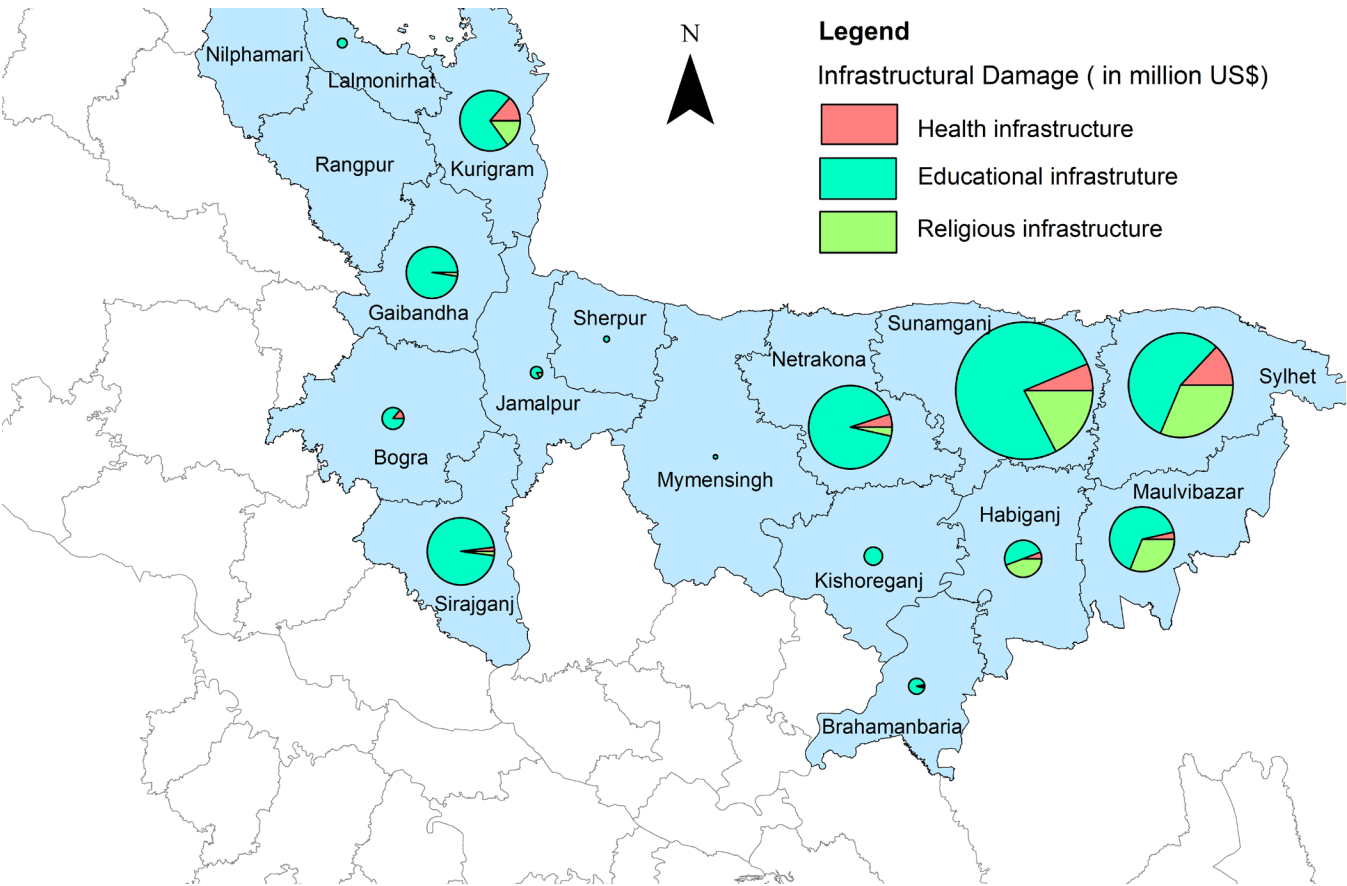 N
Legend
Infrastructural Damage ( in million US$)
Health infrastructure
Educational infrastruture
Religious infrastructure
Nilphamari
Lalmonirhat
Rangpur
Kurigram
Gaibandha
Sherpur
Sunamganj
Netrakona
Sylhet
Jamalpur
Bogra
Mymensingh
Maulvibazar
Habiganj
Kishoreganj
Sirajganj
Brahamanbaria